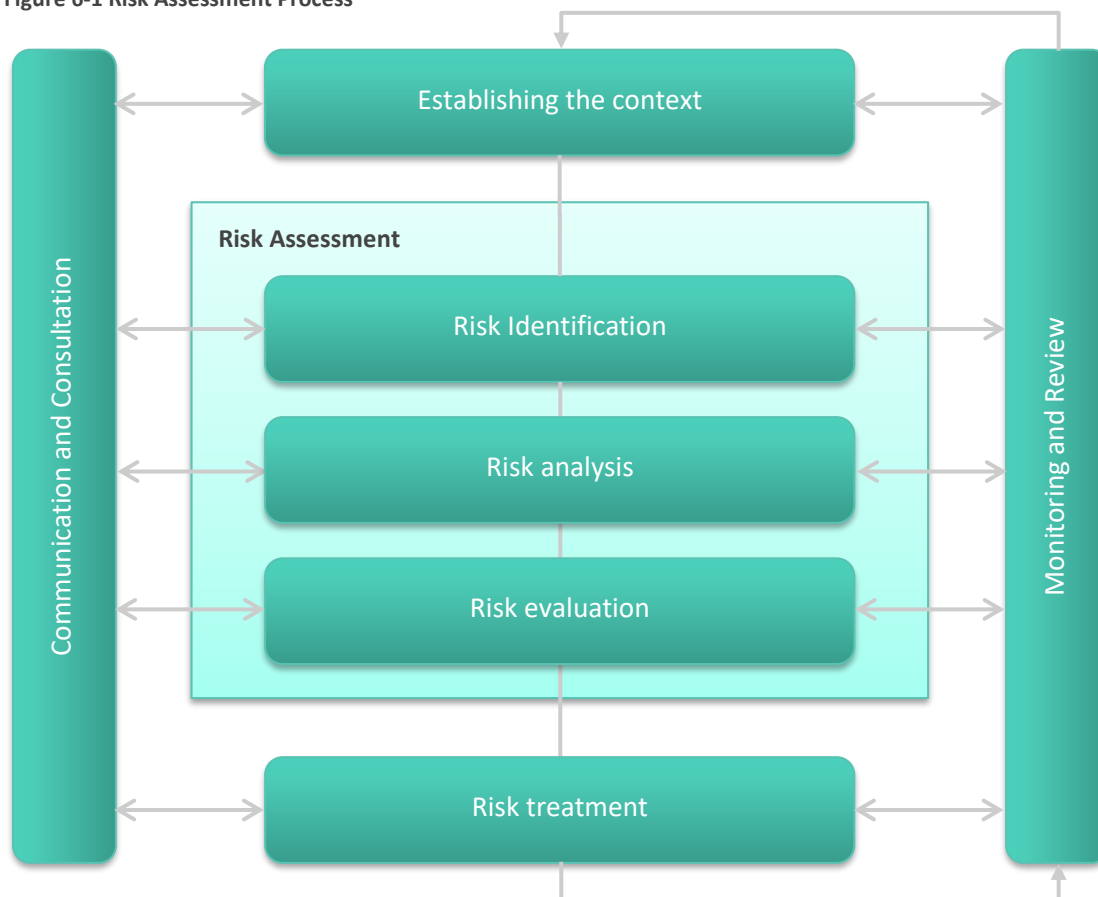 Figure 6-1 Risk Assessment Process
Establishing the context
Risk Assessment
Risk Identification
Risk analysis
Risk evaluation
Risk treatment
Communication and Consultation
Monitoring and Review